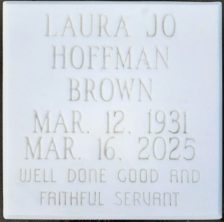 LAURA JO
HOFFMAN
BROWN
MAR. 12, 1931
MAR. 16, 2025
WELL DONE GOOD AND
FAITHFUL SERVANT